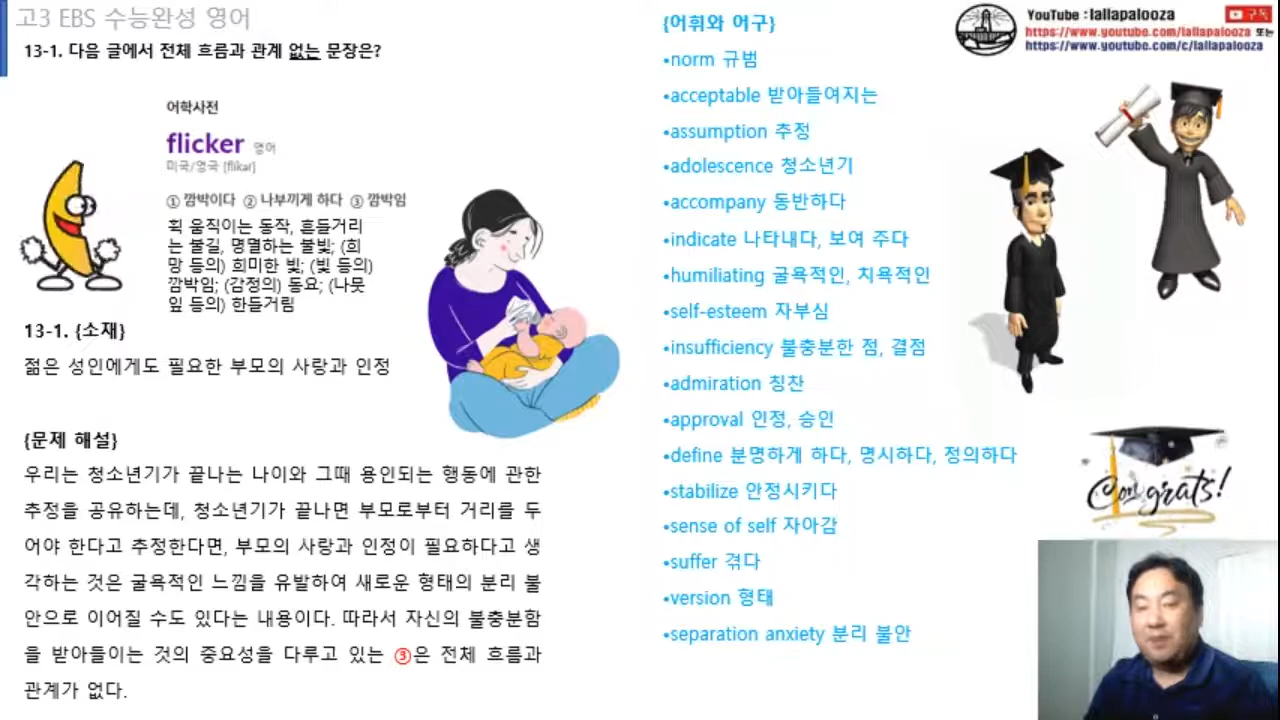 고3 EBS 수능완성 영어
13-1. 다음 글에서 전체 흐름과 관계 없는 문장은?
어학사전
flicker 영어
미국/영국 [flikər]
① 깜박이다 ② 나부끼게 하다 ③ 깜박임
휙 움직이는 동작, 흔들거리
는 불길, 명멸하는 불빛; (희
망 등의) 희미한 빛; (빛 등의)
깜박임; (감정의) 동요; (나뭇
잎 등의) 한들거림
13-1. {소재}
젊은 성인에게도 필요한 부모의 사랑과 인정
{문제 해설}
우리는 청소년기가 끝나는 나이와 그때 용인되는 행동에 관한
추정을 공유하는데, 청소년기가 끝나면 부모로부터 거리를 두
어야 한다고 추정한다면, 부모의 사랑과 인정이 필요하다고 생
각하는 것은 굴욕적인 느낌을 유발하여 새로운 형태의 분리 불
안으로 이어질 수도 있다는 내용이다. 따라서 자신의 불충분함
을 받아들이는 것의 중요성을 다루고 있는 ③은 전체 흐름과
관계가 없다.
{어휘와 어구}
•norm 규범
•acceptable 받아들여지는
•assumption 추정
•adolescence 청소년기
•accompany 동반하다
•indicate 나타내다, 보여 주다
•humiliating 굴욕적인, 치욕적인
•self-esteem 자부심
•insufficiency 불충분한 점, 결점
•admiration 칭찬
•approval 인정, 승인
•define 분명하게 하다, 명시하다, 정의하다
•stabilize 안정시키다
•sense of self 자아감
•suffer 겪다
•version 형태
•separation anxiety 분리 불안
YouTube : lallapalooza
구독
https://www.youtube.com/lallapalooza 또는
https://www.youtube.com/c/lallapalooza
Congrats!